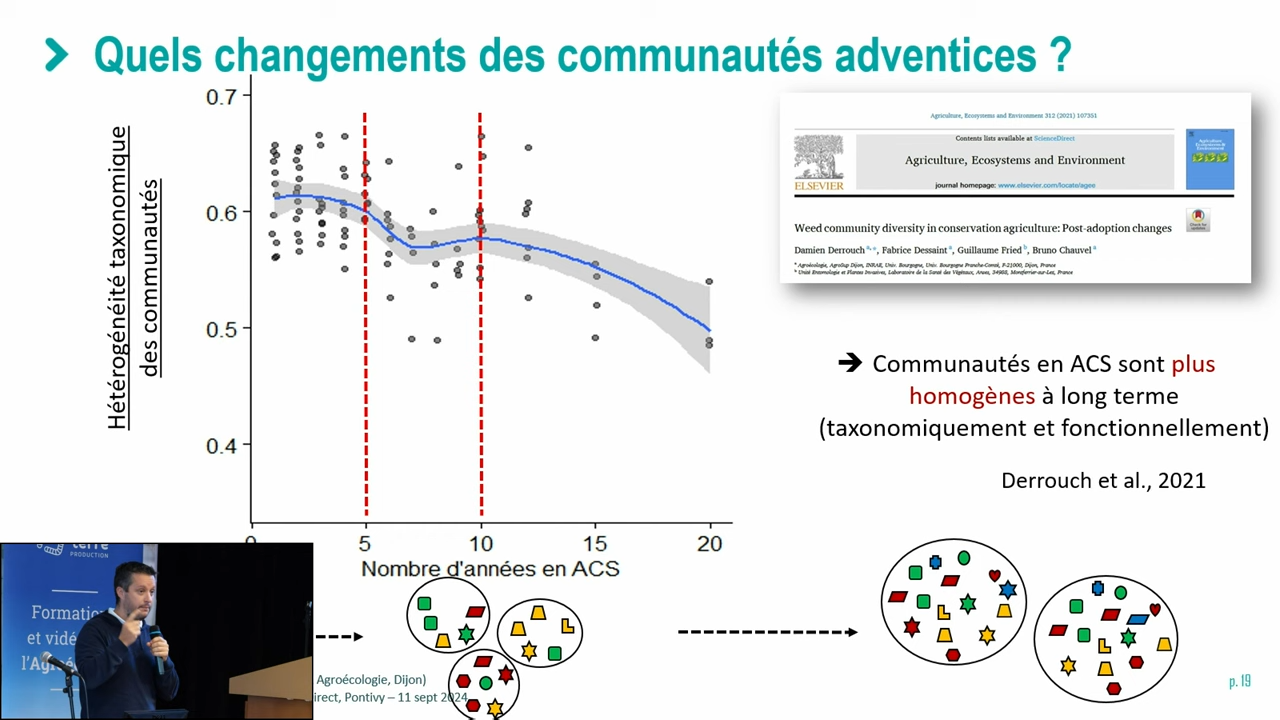 Quels changements des communautés adventices ?
Hétérogénéité taxonomique
des communautés
0.7
0.6
0.5
0.4
0
5
10
15
20
Nombre d'années en ACS
Agriculture, Ecosystems and Environment 312 (2021) 107351
Contents lists available at ScienceDirect
Agriculture, Ecosystems and Environment
journal homepage: www.elsevier.com/locate/agee
ELSEVIER
Weed community diversity in conservation agriculture: Post-adoption changes
Damien Derrouch a,*, Fabrice Dessaint a, Guillaume Fried b, Bruno Chauvel a
a Agroécologie, AgroSup Dijon, INRAE, Univ. Bourgogne, Univ. Bourgogne Franche-Comté, F-21000, Dijon, France
b Unité Entomologie et Plantes Invasives, Laboratoire de la Santé des Végétaux, Anses, 34988, Montferrier-sur-Lez, France
➔ Communautés en ACS sont plus
homogènes à long terme
(taxonomiquement et fonctionnellement)
Derrouch et al., 2021
terre
PRODUCTION
Formatio
et vidé
l'Ag
Agroécologie, Dijon)
irect, Pontivy – 11 sept 2024
p. 19